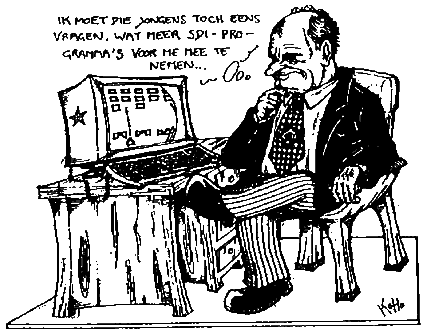 IK MOET DIE JONGENS TOCH EENS
VRAGEN, WAT MEER SDI-PRO-
GRAMMA'S VOOR ME MEE TE
NEMEN...